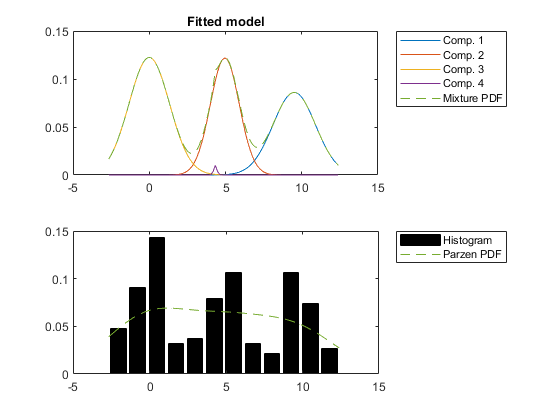 Fitted model
0.15
0.1
0.05
0
-5
0
5
10
15
Comp. 1
Comp. 2
Comp. 3
Comp. 4
Mixture PDF
0.15
0.1
0.05
0
-5
0
5
10
15
Histogram
Parzen PDF